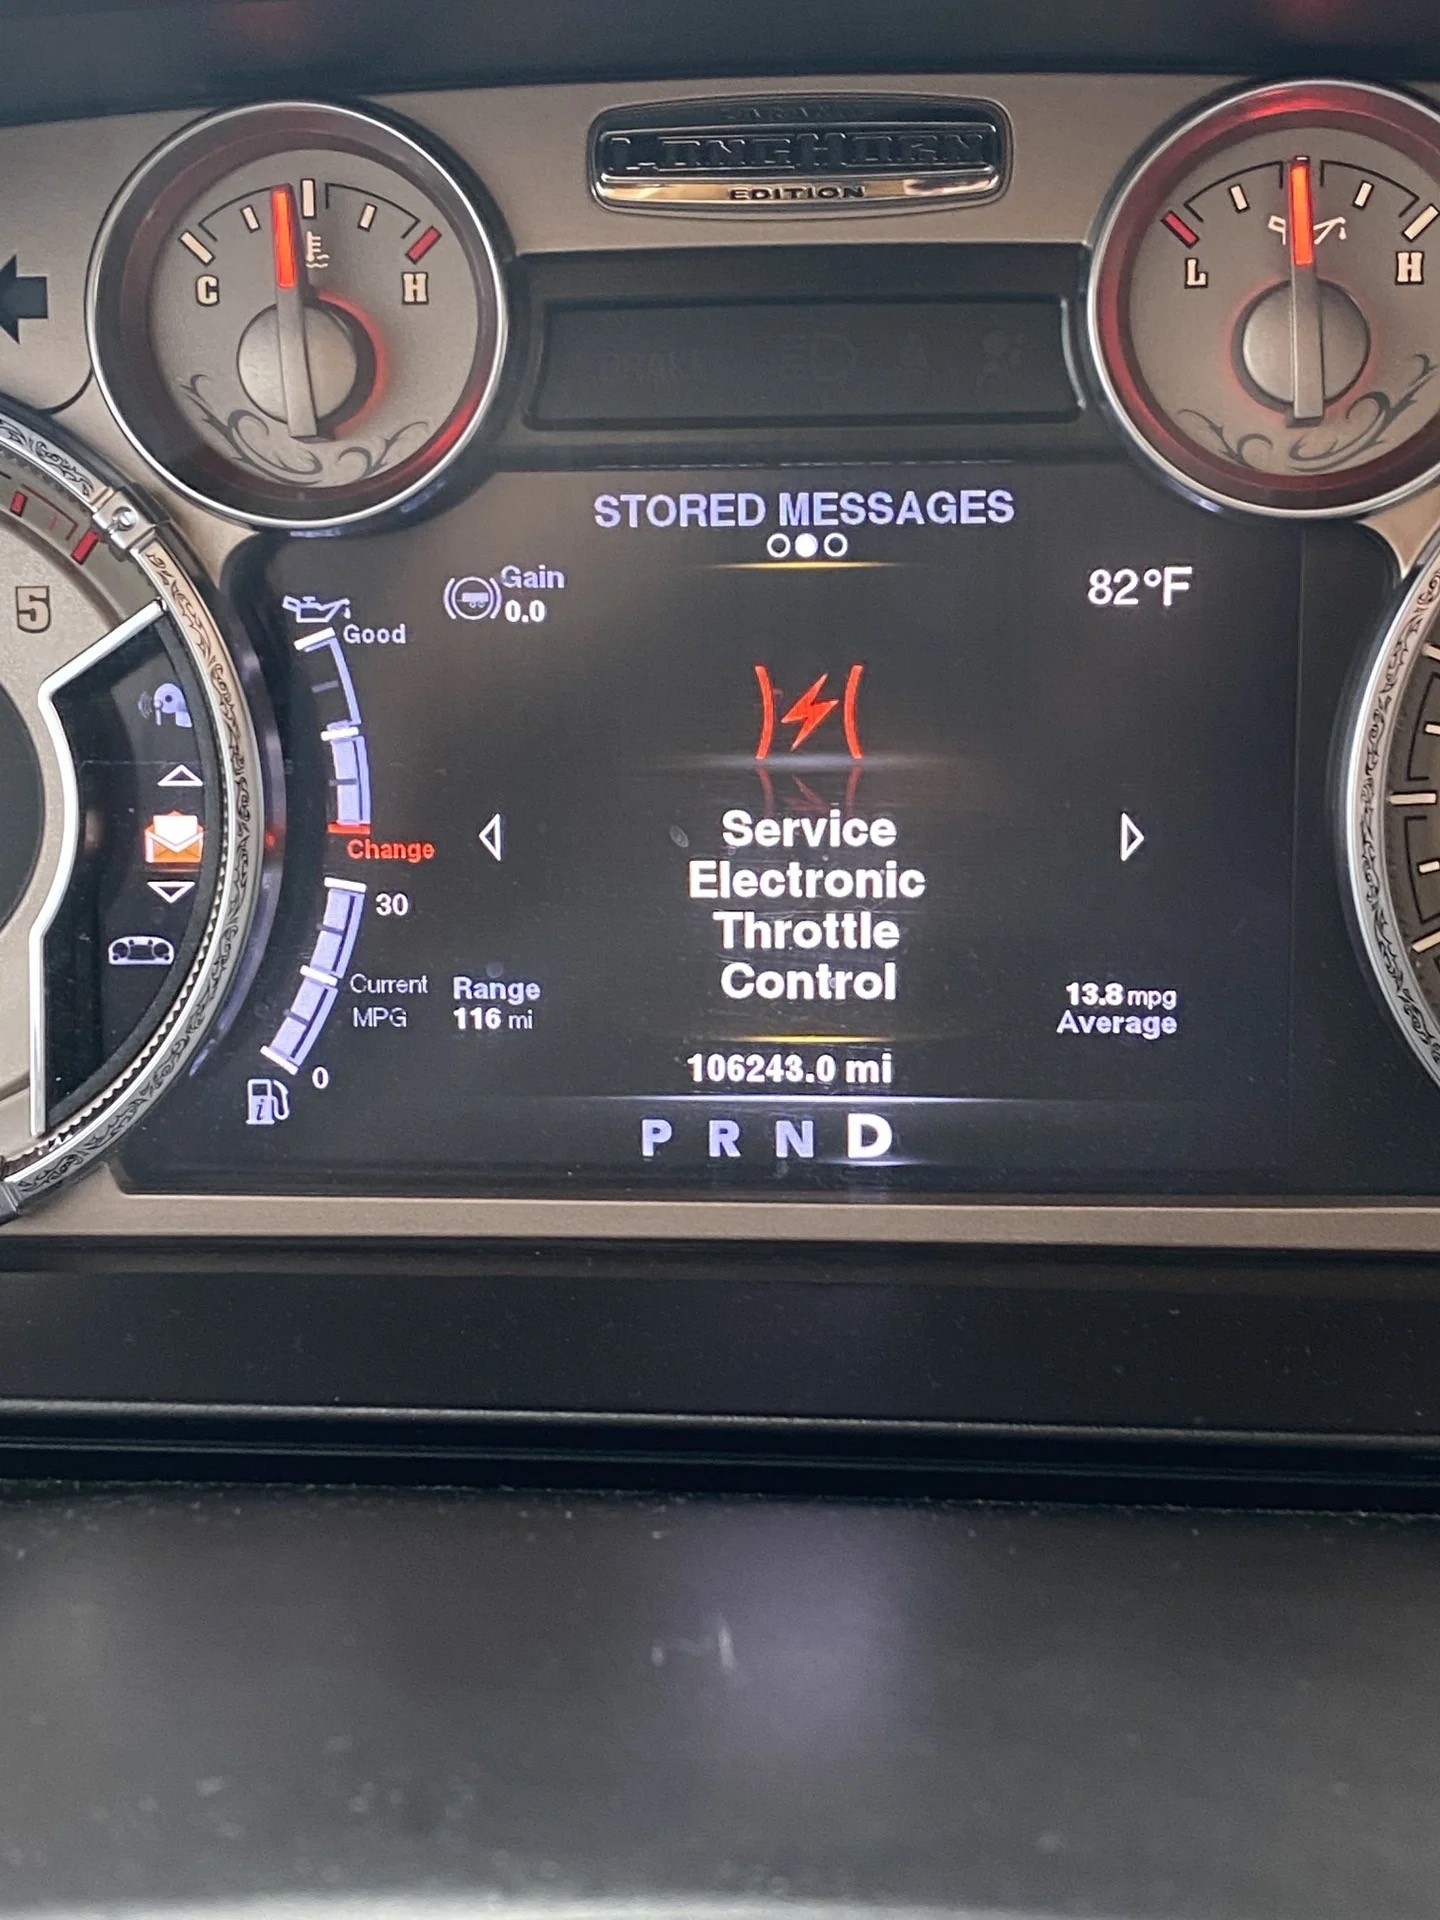 LONGHORN
EDITION
C H
L H
STORED MESSAGES
Gain
0.0
82°F
Good
5
Service
Change
Electronic
30
Throttle
Current
MPG
Range
116 mi
Control
13.8 mpg
Average
0
106243.0 mi
P R N D